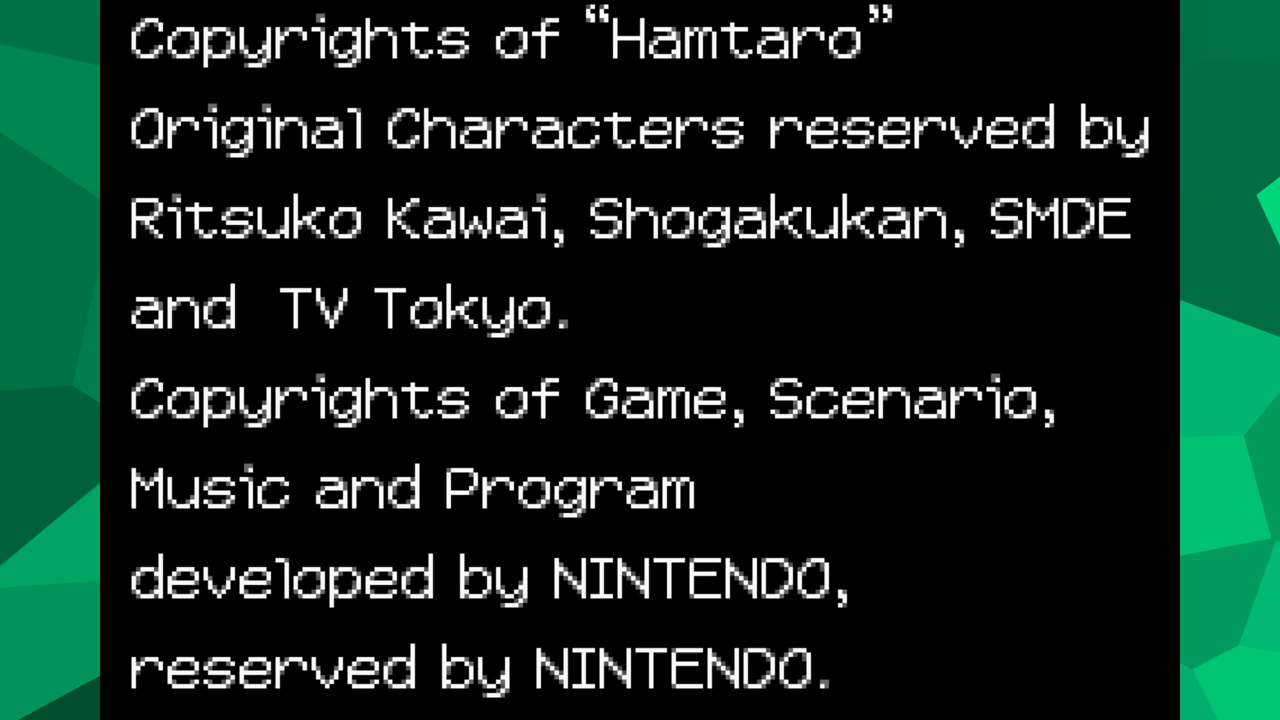 Copyrights of “Hamtaro”
Original Characters reserved by
Ritsuko Kawai, Shogakukan, SMDE
and  TV Tokyo.
Copyrights of Game, Scenario,
Music and Program
developed by NINTENDO,
reserved by NINTENDO.